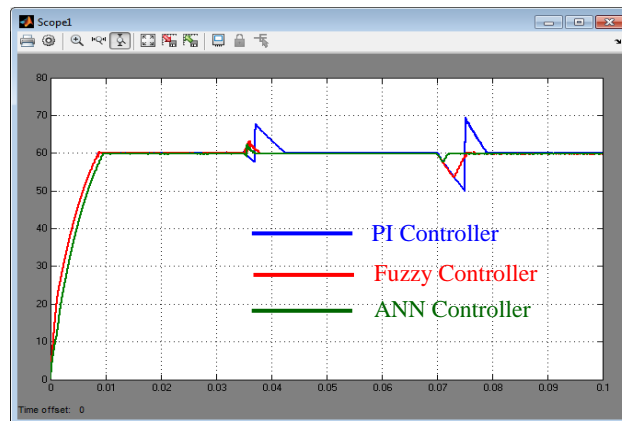 Scope1
80
70
60
50
40
30
20
10
0
PI Controller
Fuzzy Controller
ANN Controller
0 0.01 0.02 0.03 0.04 0.05 0.06 0.07 0.08 0.09 0.1
Time offset: 0